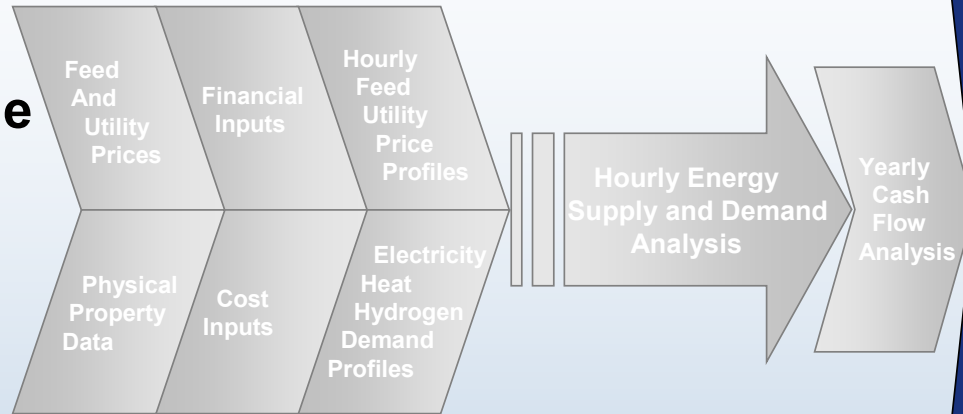 e
Feed
And
Utility
Prices
Financial
Inputs
Hourly
Feed
Utility
Price
Profiles
Physical
Property
Data
Cost
Inputs
Electricity
Heat
Hydrogen
Demand
Profiles
Hourly Energy
Supply and Demand
Analysis
Yearly
Cash
Flow
Analysis